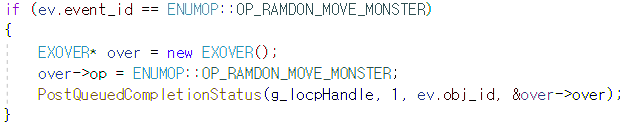 if (ev.event_id == ENUMOP::OP_RAMDON_MOVE_MONSTER)
{
EXOVER* over = new EXOVER();
over->op = ENUMOP::OP_RAMDON_MOVE_MONSTER;
PostQueuedCompletionStatus(g_locpHandle, 1, ev.obj_id, &over->over);
}